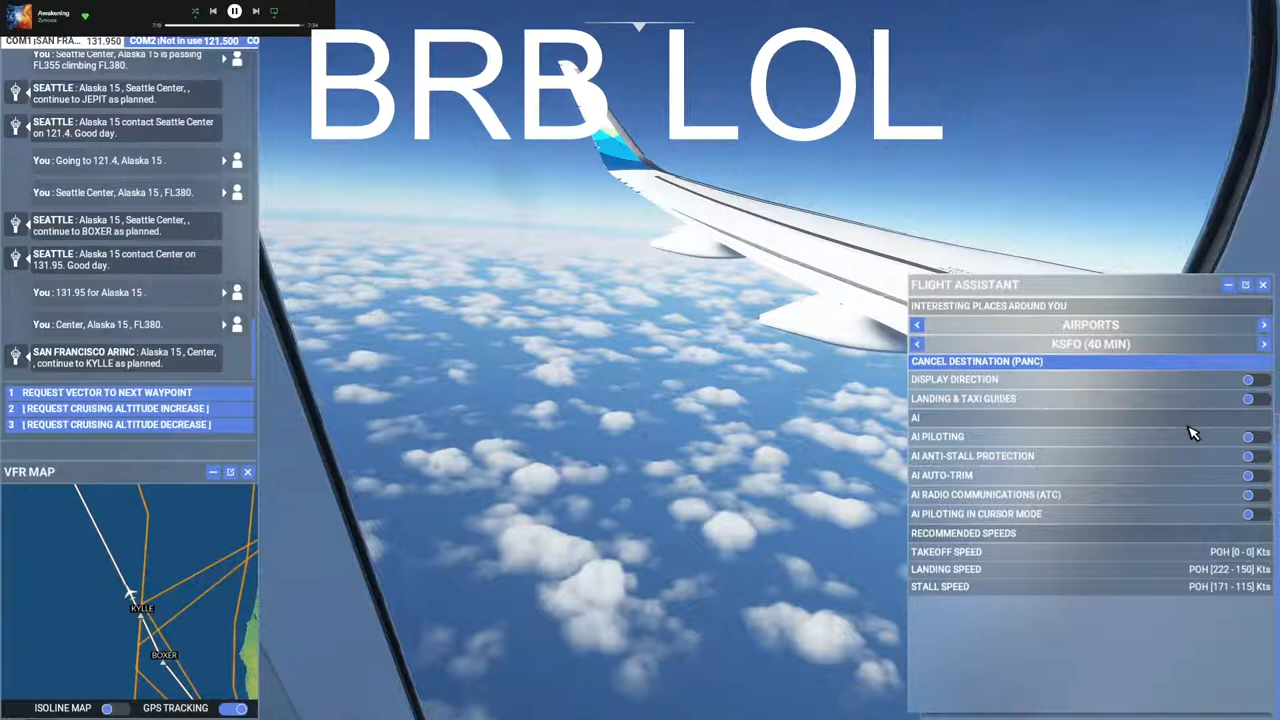 Awakening
Zymosis
7:19
7:34
BRB LOL
COM1 |SAN FRA... 131.950 COM2 |Not in use 121.500 CO
You : Seattle Center, Alaska 15 is passing
FL355 climbing FL380.
SEATTLE : Alaska 15 , Seattle Center, ,
continue to JEPIT as planned.
SEATTLE : Alaska 15 contact Seattle Center
on 121.4. Good day.
You : Going to 121.4, Alaska 15 .
You : Seattle Center, Alaska 15 , FL380.
SEATTLE : Alaska 15 , Seattle Center, ,
continue to BOXER as planned.
SEATTLE : Alaska 15 contact Center on
131.95. Good day.
You : 131.95 for Alaska 15 .
You : Center, Alaska 15 , FL380.
SAN FRANCISCO ARINC : Alaska 15 , Center,
, continue to KYLLE as planned.
1 REQUEST VECTOR TO NEXT WAYPOINT
2 [ REQUEST CRUISING ALTITUDE INCREASE ]
3 [ REQUEST CRUISING ALTITUDE DECREASE ]
VFR MAP
KYLLE
BOXER
ISOLINE MAP GPS TRACKING
FLIGHT ASSISTANT
INTERESTING PLACES AROUND YOU
AIRPORTS
KSFO (40 MIN)
CANCEL DESTINATION (PANC)
DISPLAY DIRECTION
LANDING & TAXI GUIDES
AI
AI PILOTING
AI ANTI-STALL PROTECTION
AI AUTO-TRIM
AI RADIO COMMUNICATIONS (ATC)
AI PILOTING IN CURSOR MODE
RECOMMENDED SPEEDS
TAKEOFF SPEED POH [0 - 0] Kts
LANDING SPEED POH [222 - 150] Kts
STALL SPEED POH [171 - 115] Kts